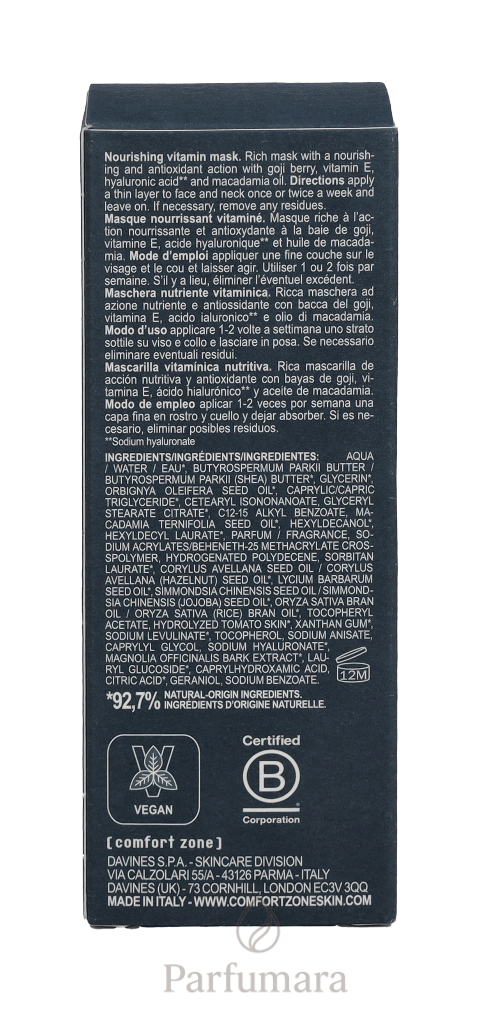 Nourishing vitamin mask. Rich mask with a nourish-
ing and antioxidant action with goji berry, vitamin E,
hyaluronic acid** and macadamia oil. Directions apply
a thin layer to face and neck once or twice a week and
leave on. If necessary, remove any residues.
Masque nourrissant vitaminé. Masque riche à l'ac-
tion nourrissante et antioxydante à la baie de goji,
vitamine E, acide hyaluronique** et huile de macada-
mia. Mode d'emploi appliquer une fine couche sur le
visage et le cou et laisser agir. Utiliser 1 ou 2 fois par
semaine. S'il y a lieu, éliminer l'éventuel excédent.
Maschera nutriente vitaminica. Ricca maschera ad
azione nutriente e antiossidante con bacca del goji,
vitamina E, acido ialuronico** e olio di macadamia.
Modo d'uso applicare 1-2 volte a settimana uno strato
sottile su viso e collo e lasciare in posa. Se necessario
eliminare eventuali residui.
Mascarilla vitamínica nutritiva. Rica mascarilla de
acción nutritiva y antioxidante con bayas de goji, vi-
tamina E, ácido hialurónico** y aceite de macadamia.
Modo de empleo aplicar 1-2 veces por semana una
capa fina en rostro y cuello y dejar absorber. Si es ne-
cesario, eliminar posibles residuos.
**Sodium hyaluronate
INGREDIENTS/INGRÉDIENTS/INGREDIENTES: AQUA
/ WATER / EAU*, BUTYROSPERMUM PARKII BUTTER /
BUTYROSPERMUM PARKII (SHEA) BUTTER*, GLYCERIN*,
ORBIGNYA OLEIFERA SEED OIL*, CAPRYLIC/CAPRIC
TRIGLYCERIDE*, CETEARYL ISONONANOATE, GLYCERYL
STEARATE CITRATE*, C12-15 ALKYL BENZOATE, MA-
CADAMIA TERNIFOLIA SEED OIL*, HEXYLDECANOL*,
HEXYLDECYL LAURATE*, PARFUM / FRAGRANCE, SO-
DIUM ACRYLATES/BEHENETH-25 METHACRYLATE CROS-
SPOLYMER, HYDROGENATED POLYDECENE, SORBITAN
LAURATE*, CORYLUS AVELLANA SEED OIL / CORYLUS
AVELLANA (HAZELNUT) SEED OIL*, LYCIUM BARBARUM
SEED OIL*, SIMMONDSIA CHINENSIS SEED OIL / SIMMOND-
SIA CHINENSIS (JOJOBA) SEED OIL*, ORYZA SATIVA BRAN
OIL / ORYZA SATIVA (RICE) BRAN OIL*, TOCOPHERYL
ACETATE, HYDROLYZED TOMATO SKIN*, XANTHAN GUM*,
SODIUM LEVULINATE*, TOCOPHEROL, SODIUM ANISATE,
CAPRYLYL GLYCOL, SODIUM HYALURONATE*,
MAGNOLIA OFFICINALIS BARK EXTRACT*, LAU-
RYL GLUCOSIDE*, CAPRYLHYDROXAMIC ACID,
CITRIC ACID*, GERANIOL, SODIUM BENZOATE.
12M
*92,7% NATURAL-ORIGIN INGREDIENTS.
INGRÉDIENTS D'ORIGINE NATURELLE.
VEGAN
Certified
B
Corporation
[ comfort zone ]
DAVINES S.P.A. - SKINCARE DIVISION
VIA CALZOLARI 55/A - 43126 PARMA - ITALY
DAVINES (UK) - 73 CORNHILL, LONDON EC3V 3QQ
MADE IN ITALY - WWW.COMFORTZONESKIN.COM
Parfumara